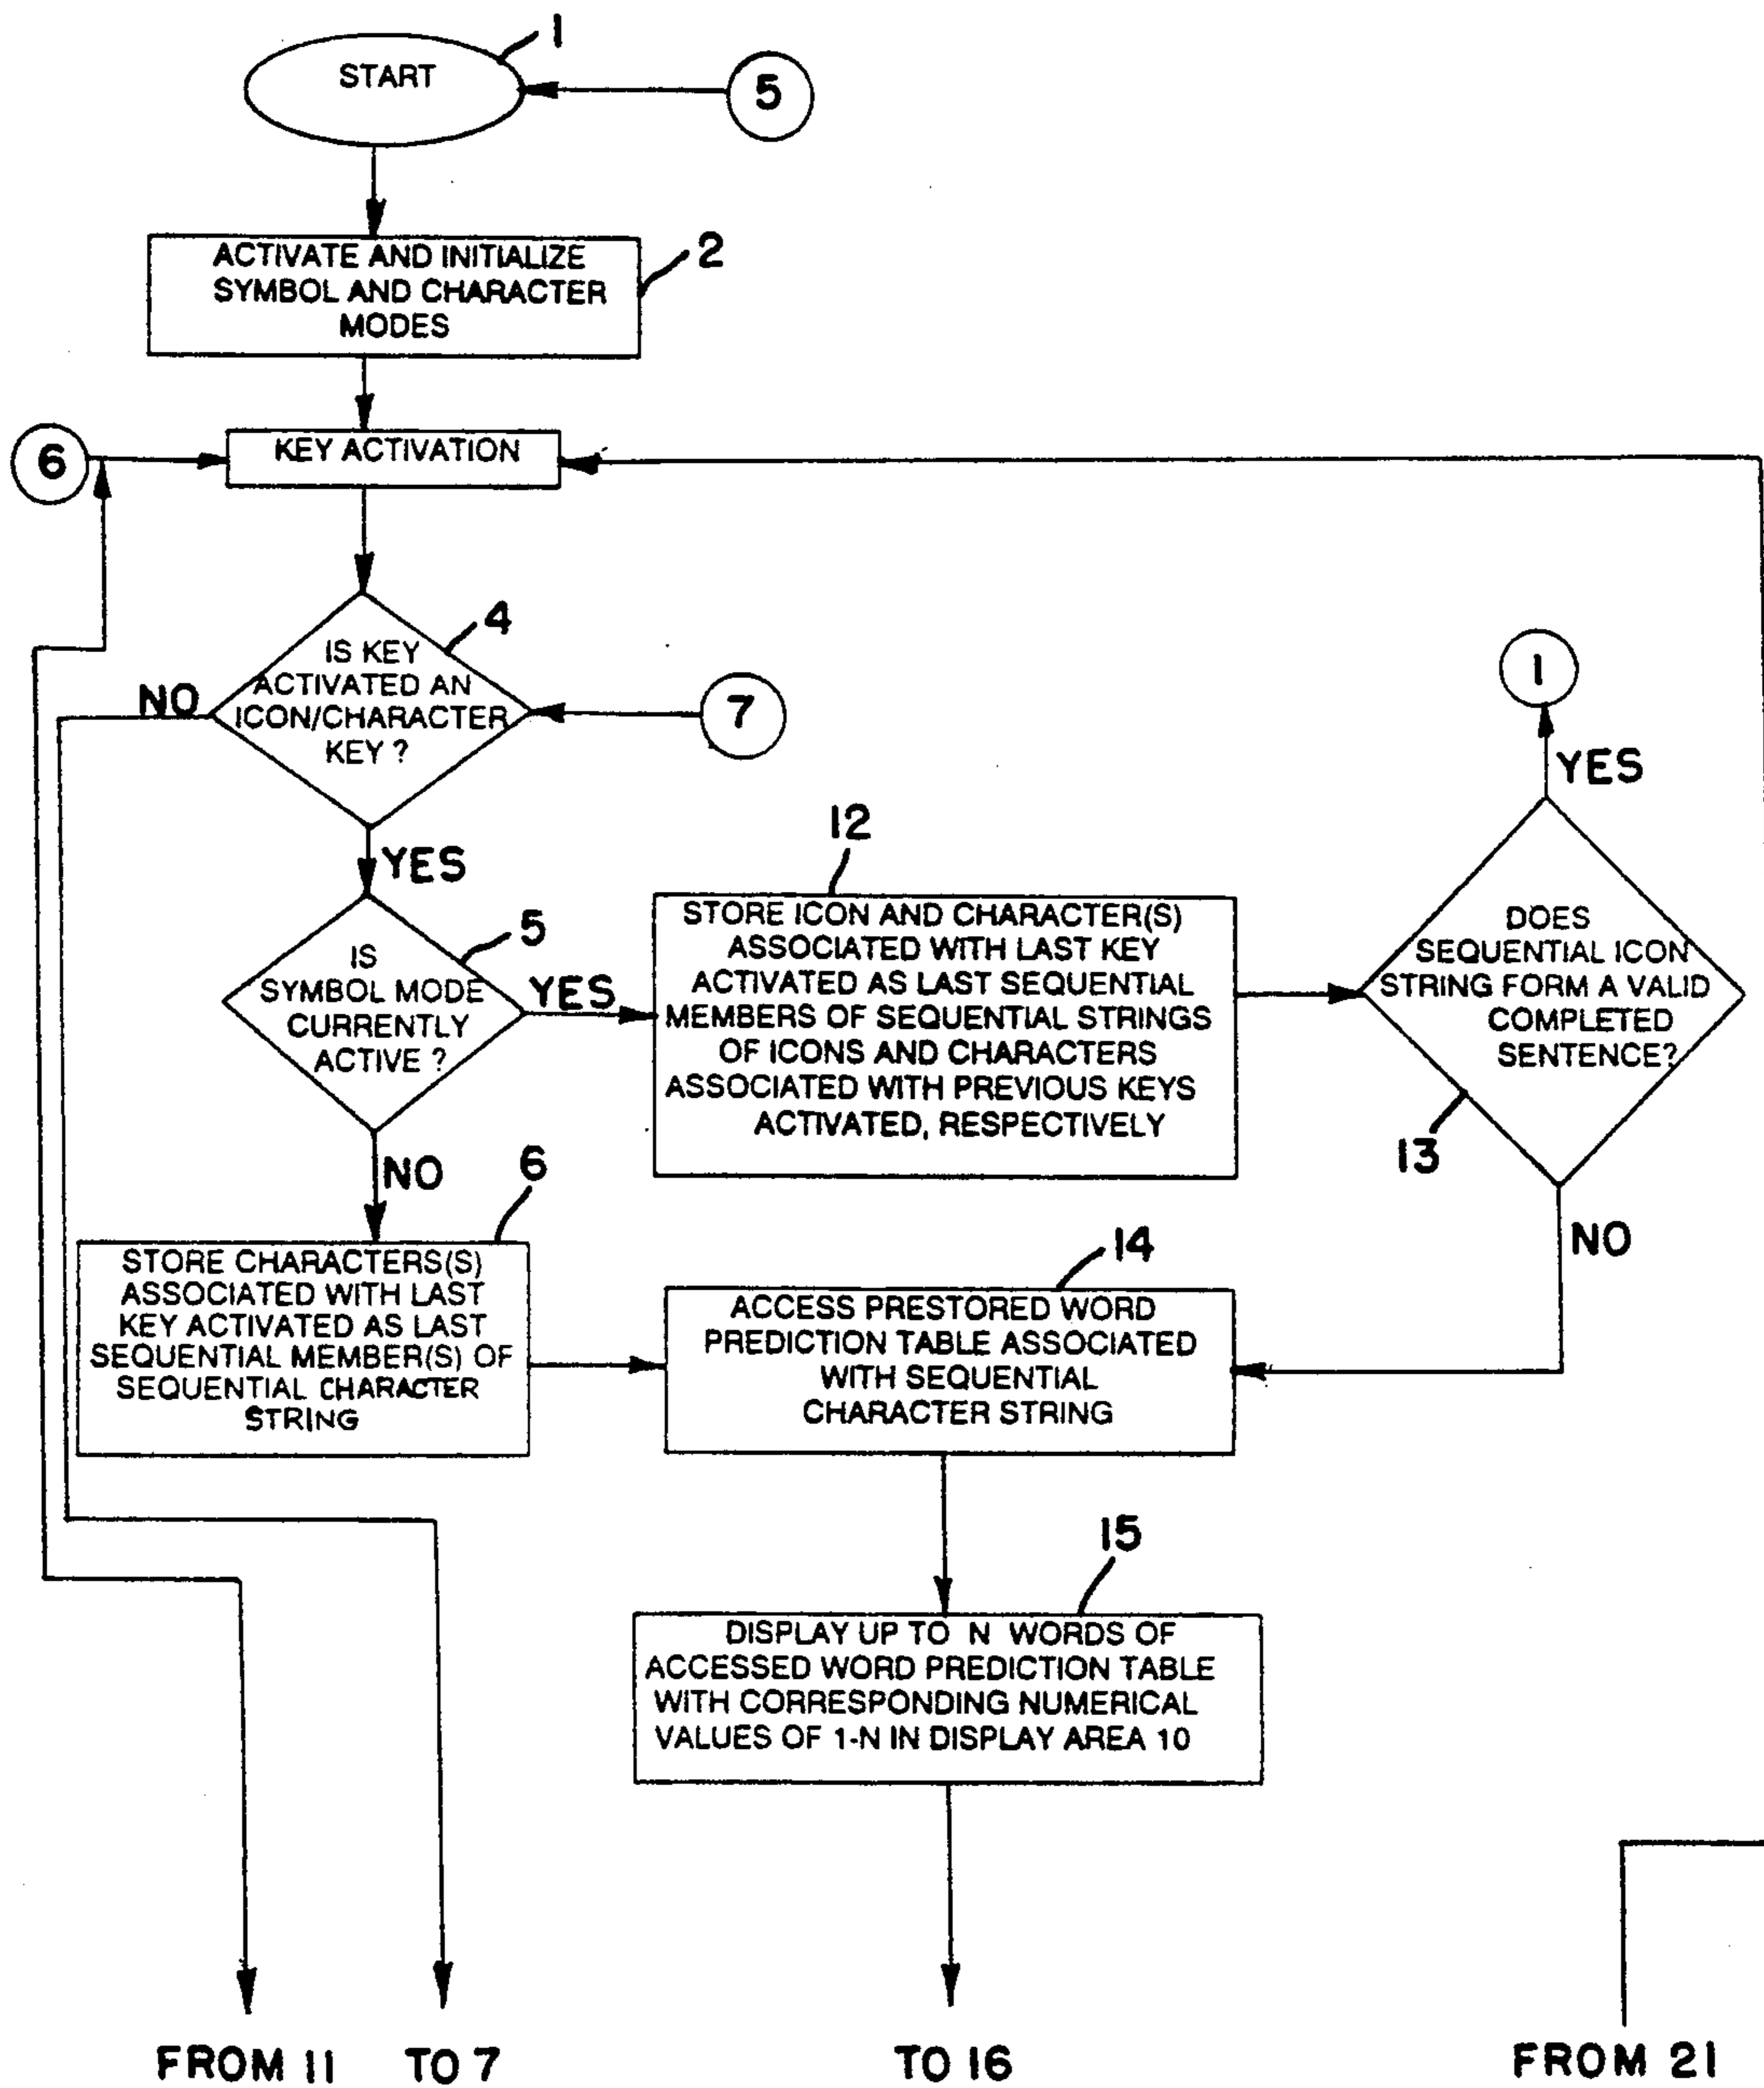 1
START
5
2
ACTIVATE AND INITIALIZE
SYMBOL AND CHARACTER
MODES
6
KEY ACTIVATION
4
IS KEY
ACTIVATED AN
ICON/CHARACTER
KEY ?
NO
7
1
YES
YES
12
STORE ICON AND CHARACTER(S)
ASSOCIATED WITH LAST KEY
ACTIVATED AS LAST SEQUENTIAL
MEMBERS OF SEQUENTIAL STRINGS
OF ICONS AND CHARACTERS
ASSOCIATED WITH PREVIOUS KEYS
ACTIVATED, RESPECTIVELY
DOES
SEQUENTIAL ICON
STRING FORM A VALID
COMPLETED
SENTENCE?
13
5
IS
SYMBOL MODE
CURRENTLY
ACTIVE ?
YES
NO
NO
6
STORE CHARACTERS(S)
ASSOCIATED WITH LAST
KEY ACTIVATED AS LAST
SEQUENTIAL MEMBER(S) OF
SEQUENTIAL CHARACTER
STRING
14
ACCESS PRESTORED WORD
PREDICTION TABLE ASSOCIATED
WITH SEQUENTIAL
CHARACTER STRING
15
DISPLAY UP TO N WORDS OF
ACCESSED WORD PREDICTION TABLE
WITH CORRESPONDING NUMERICAL
VALUES OF 1-N IN DISPLAY AREA 10
FROM 11
TO 7
TO 16
FROM 21